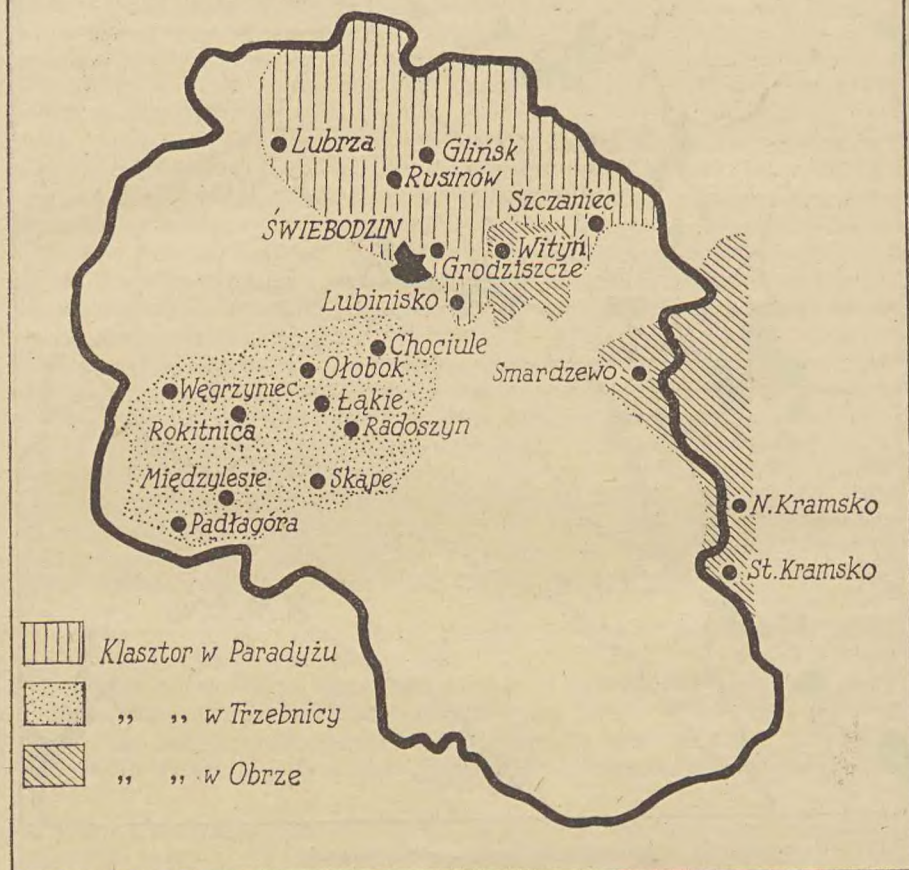 Lubrza
Glińsk
Rusinów
Szczaniec
ŚWIEBODZIN
Wityń
Grodziszcze
Lubinisko
Chociule
Ołobok
Smardzewo
Węgrzyniec
Łąkie
Rokitnica
Radoszyn
Międzylesie
Skąpe
N.Kramsko
Padłagóra
St.Kramsko
Klasztor w Paradyżu
„ „ w Trzebnicy
„ „ w Obrze